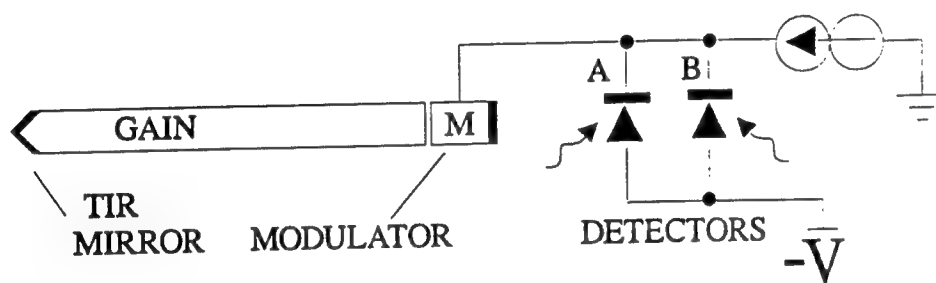 A
B
GAIN
M
TIR
MIRROR
MODULATOR
DETECTORS
-V